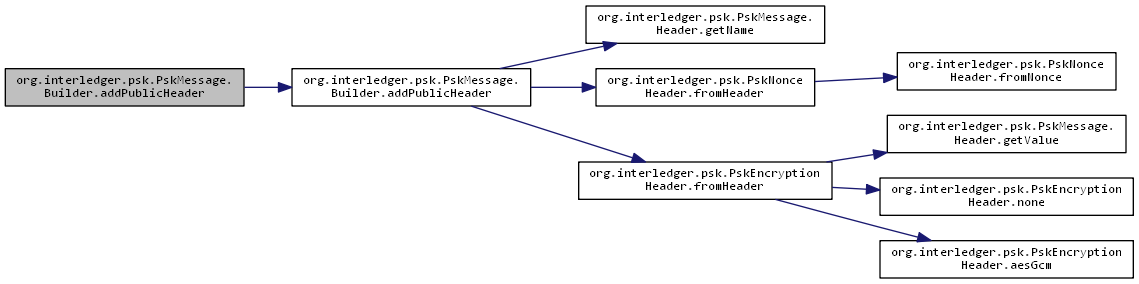 org.interledger.psk.PskMessage.
Builder.addPublicHeader
org.interledger.psk.PskMessage.
Builder.addPublicHeader
org.interledger.psk.PskMessage.
Header.getName
org.interledger.psk.PskNonce
Header.fromHeader
org.interledger.psk.PskNonce
Header.fromNonce
org.interledger.psk.PskEncryption
Header.fromHeader
org.interledger.psk.PskMessage.
Header.getValue
org.interledger.psk.PskEncryption
Header.none
org.interledger.psk.PskEncryption
Header.aesGcm